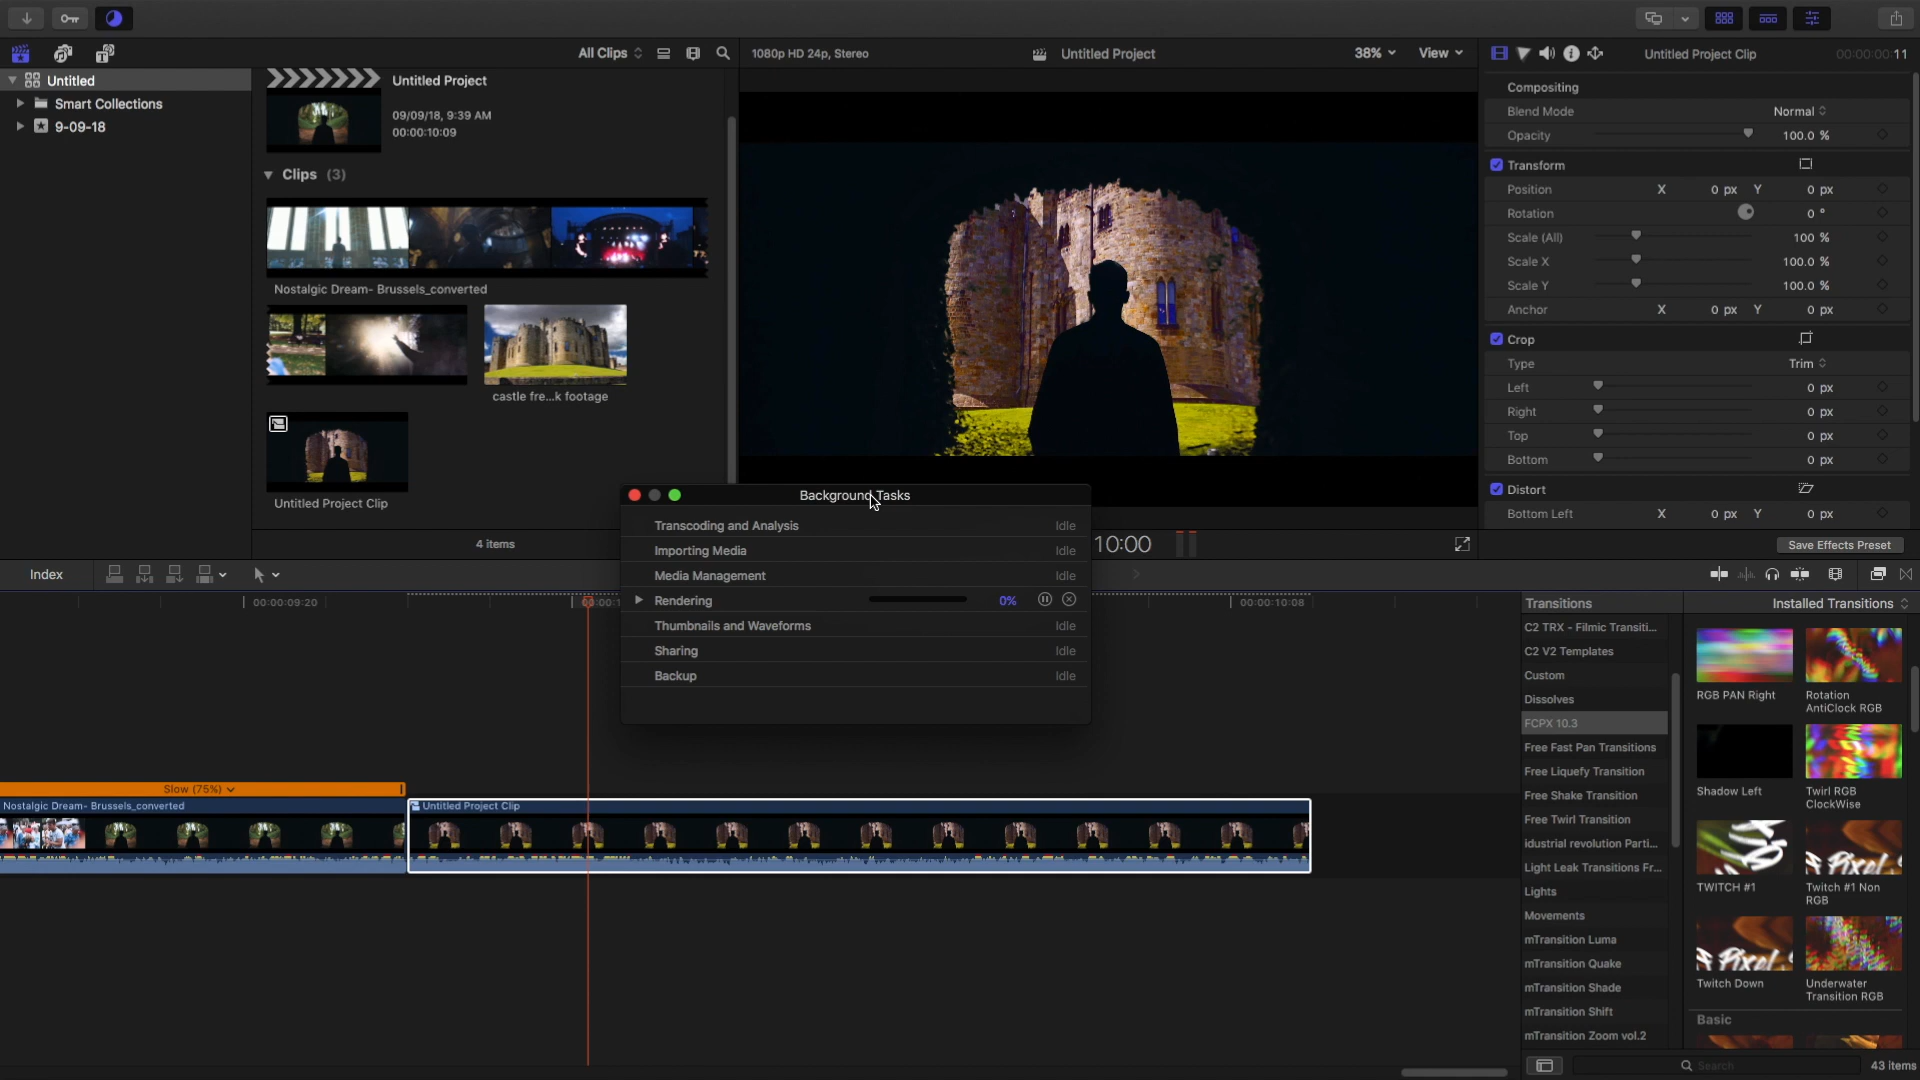 All Clips
1080p HD 24p, Stereo
Untitled Project
38%
View
Untitled Project Clip
00:00:00:11
Untitled
Smart Collections
9-09-18
Untitled Project
09/09/18, 9:39 AM
00:00:10:09
Clips (3)
Nostalgic Dream- Brussels_converted
castle fre...k footage
Untitled Project Clip
4 items
Compositing
Blend Mode Normal
Opacity 100.0 %
Transform
Position X 0 px Y 0 px
Rotation 0 °
Scale (All) 100 %
Scale X 100.0 %
Scale Y 100.0 %
Anchor X 0 px Y 0 px
Crop
Type Trim
Left 0 px
Right 0 px
Top 0 px
Bottom 0 px
Distort
Bottom Left X 0 px Y 0 px
Save Effects Preset
Background Tasks
Transcoding and Analysis Idle
Importing Media Idle
Media Management Idle
Rendering 0%
Thumbnails and Waveforms Idle
Sharing Idle
Backup Idle
10:00
Index
00:00:09:20
00:00:10:08
Slow (75%)
Nostalgic Dream- Brussels_converted
Untitled Project Clip
Transitions
Installed Transitions
C2 TRX - Filmic Transiti...
C2 V2 Templates
Custom
Dissolves
FCPX 10.3
Free Fast Pan Transitions
Free Liquefy Transition
Free Shake Transition
Free Twirl Transition
idustrial revolution Parti...
Light Leak Transitions Fr...
Lights
Movements
mTransition Luma
mTransition Quake
mTransition Shade
mTransition Shift
mTransition Zoom vol.2
RGB PAN Right
Rotation
AntiClock RGB
Shadow Left
Twirl RGB
ClockWise
TWITCH #1
Twitch #1 Non
RGB
Twitch Down
Underwater
Transition RGB
Basic
Search
43 items